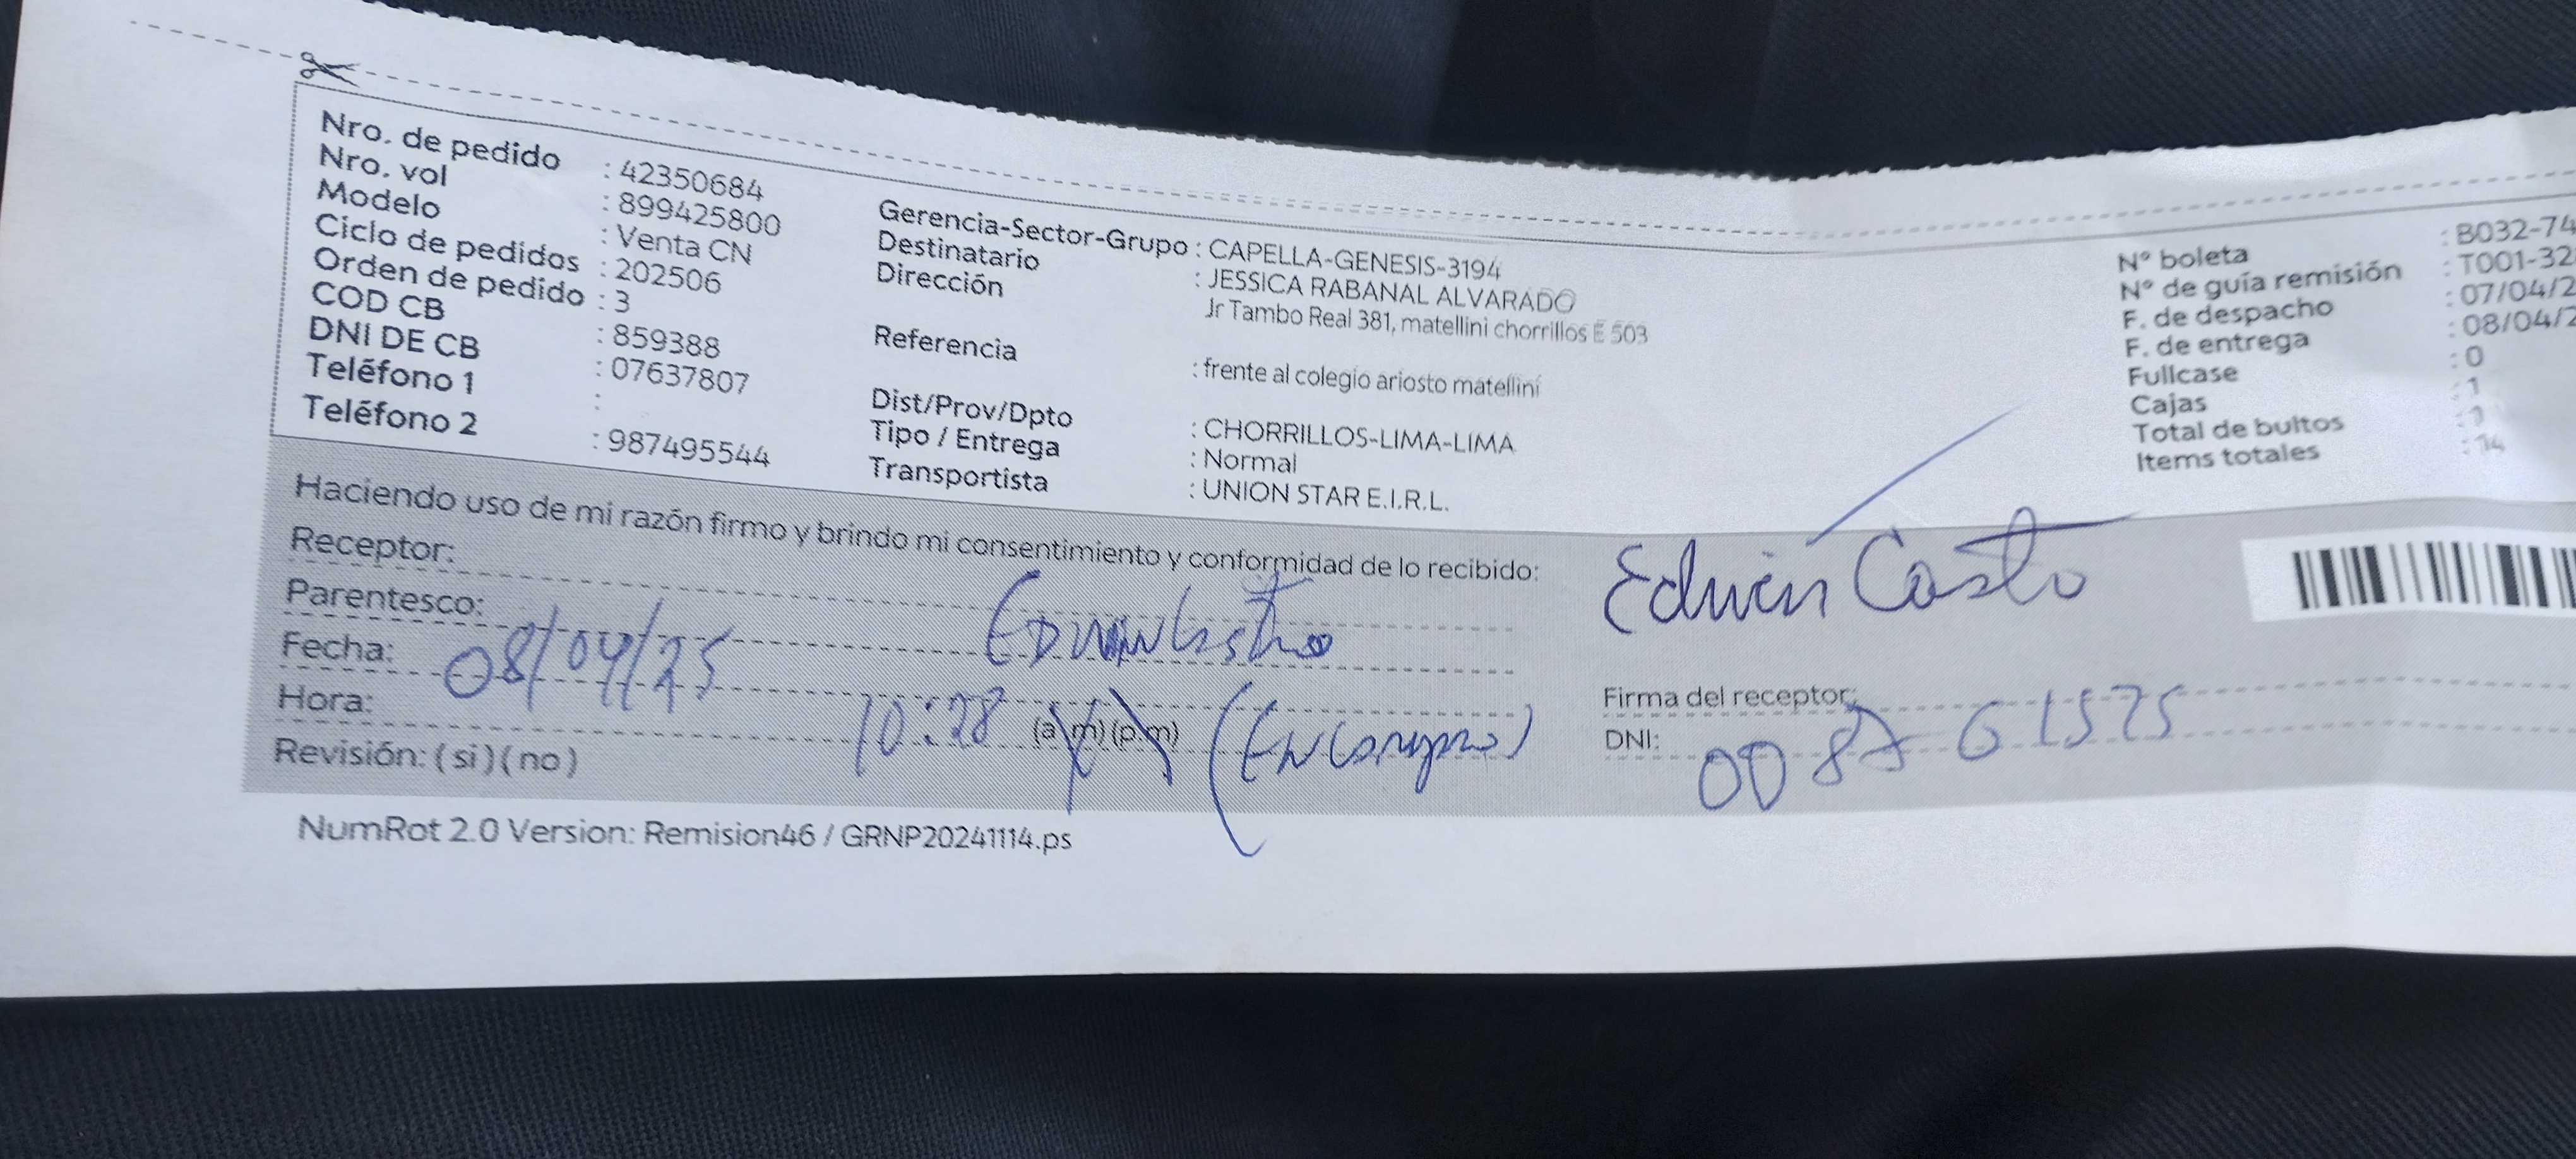 Nro. de pedido : 42350684
Nro. vol : 899425800
Modelo : Venta CN
Ciclo de pedidos : 202506
Orden de pedido : 3
COD CB : 859388
DNI DE CB : 07637807
Teléfono 1 :
Teléfono 2 : 987495544
Gerencia-Sector-Grupo : CAPELLA-GENESIS-3194
Destinatario : JESSICA RABANAL ALVARADO
Dirección Jr Tambo Real 381, matellini chorrillos E 503
Referencia : frente al colegio ariosto matellini
Dist/Prov/Dpto : CHORRILLOS-LIMA-LIMA
Tipo / Entrega : Normal
Transportista : UNION STAR E.I.R.L.
N° boleta : B032-74
N° de guía remisión : T001-32
F. de despacho : 07/04/2
F. de entrega : 08/04/2
Fullcase : 0
Cajas : 1
Total de bultos : 1
Items totales : 14
Haciendo uso de mi razón firmo y brindo mi consentimiento y conformidad de lo recibido:
Receptor:
Parentesco: Edwin Castro
Fecha: 08/04/25
Hora: 10:28 (a.m) (p.m)
Revisión: ( si ) ( no )
Edwin Castro
Firma del receptor:
DNI:
NumRot 2.0 Version: Remision46 / GRNP20241114.ps